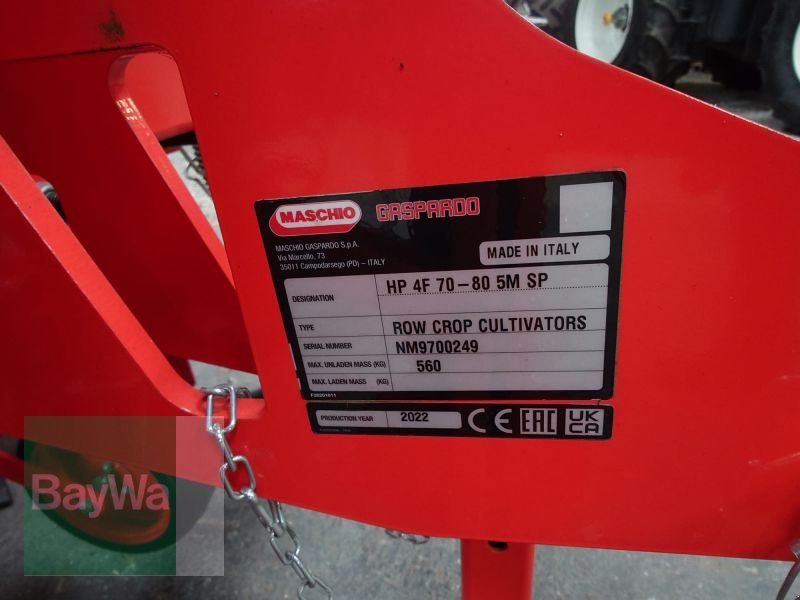 MASCHIO GASPARDO
MASCHIO GASPARDO S.p.A.
Via Marcello, 73
35011 Campodarsego (PD) – ITALY
MADE IN ITALY
DESIGNATION HP 4F 70-80 5M SP
TYPE ROW CROP CULTIVATORS
SERIAL NUMBER NM9700249
MAX. UNLADEN MASS (KG) 560
MAX. LADEN MASS (KG)
F20201011
PRODUCTION YEAR 2022 CE EAC UK
CA
BayWa